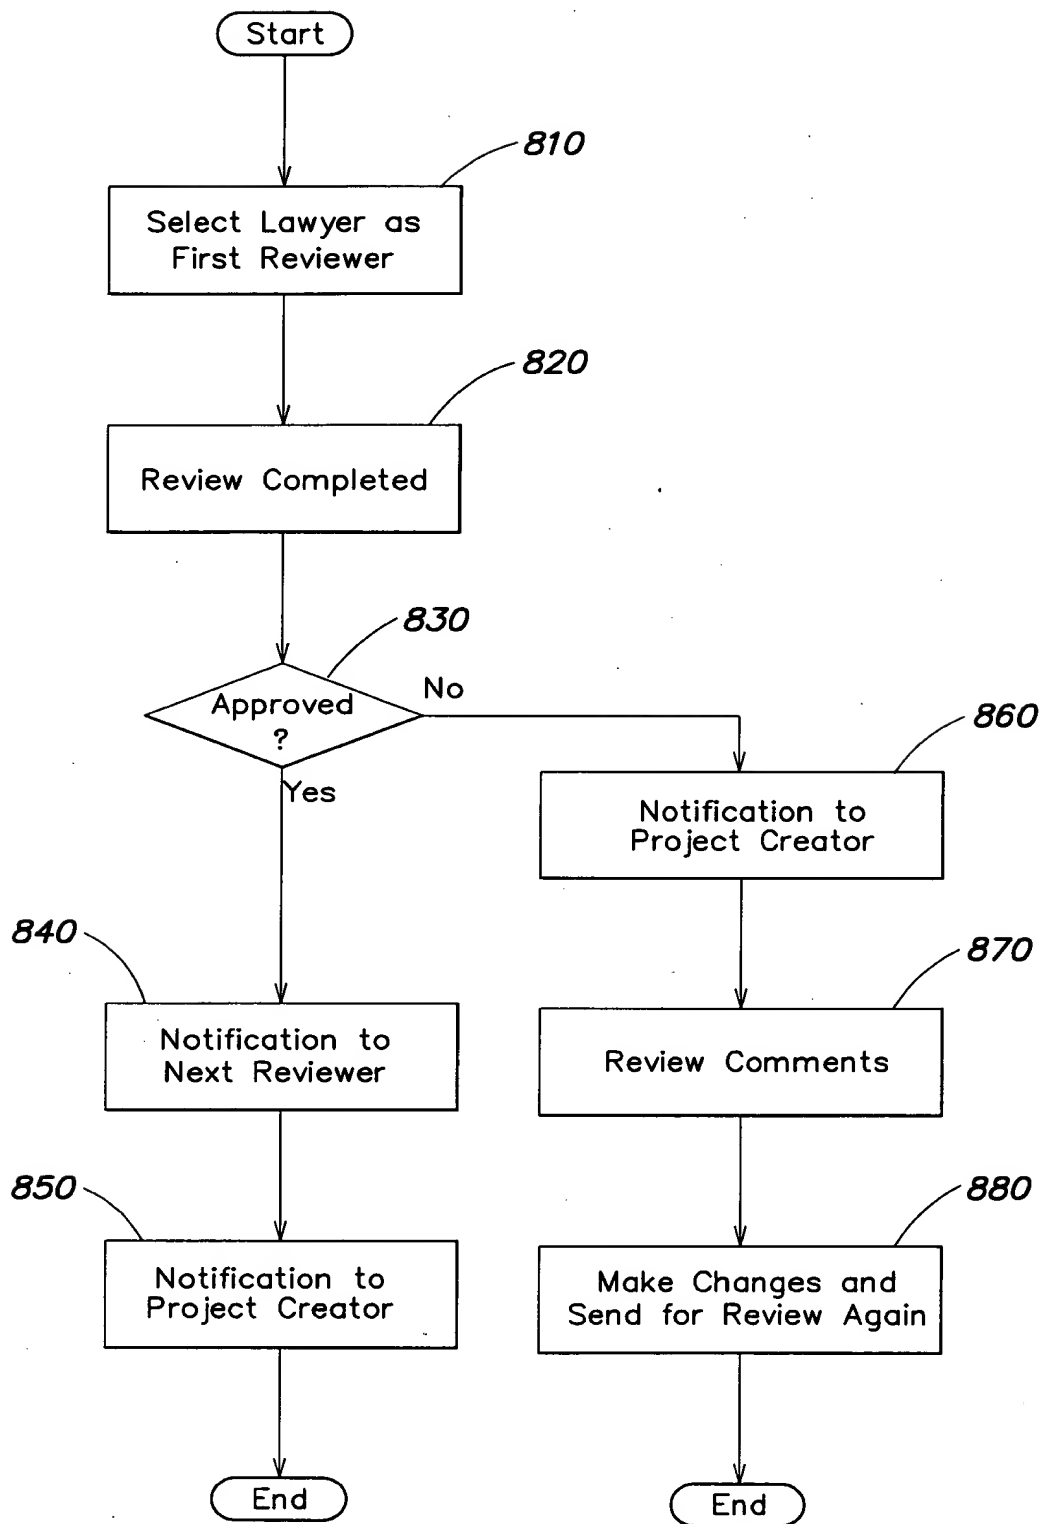 Start
810
Select Lawyer as
First Reviewer
820
Review Completed
830
Approved
?
No
Yes
860
Notification to
Project Creator
840
Notification to
Next Reviewer
870
Review Comments
850
Notification to
Project Creator
880
Make Changes and
Send for Review Again
End
End